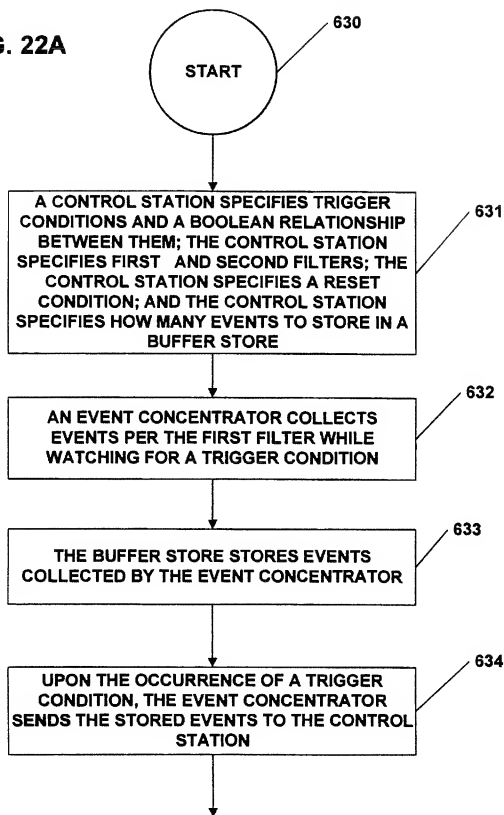 G. 22A
630
START
A CONTROL STATION SPECIFIES TRIGGER
CONDITIONS AND A BOOLEAN RELATIONSHIP
BETWEEN THEM; THE CONTROL STATION
SPECIFIES FIRST AND SECOND FILTERS; THE
CONTROL STATION SPECIFIES A RESET
CONDITION; AND THE CONTROL STATION
SPECIFIES HOW MANY EVENTS TO STORE IN A
BUFFER STORE
631
AN EVENT CONCENTRATOR COLLECTS
EVENTS PER THE FIRST FILTER WHILE
WATCHING FOR A TRIGGER CONDITION
632
THE BUFFER STORE STORES EVENTS
COLLECTED BY THE EVENT CONCENTRATOR
633
UPON THE OCCURRENCE OF A TRIGGER
CONDITION, THE EVENT CONCENTRATOR
SENDS THE STORED EVENTS TO THE CONTROL
STATION
634